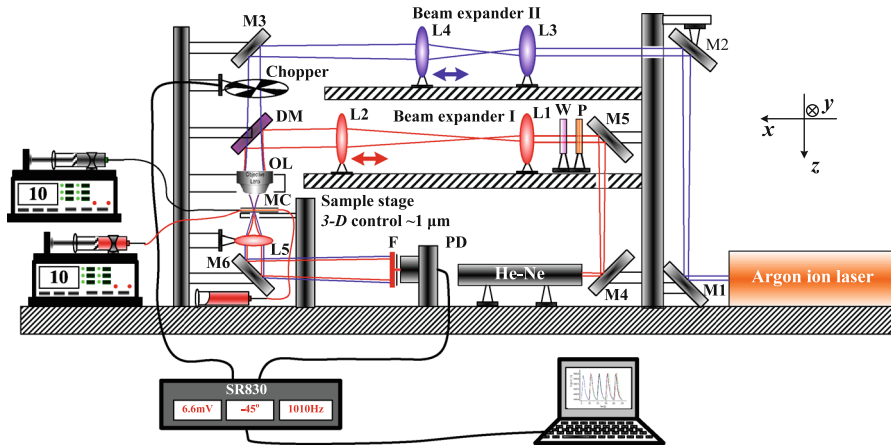 M3
Beam expander II
L4
L3
M2
Chopper
DM
L2
Beam expander I
L1
W
P
M5
x
y
z
OL
Objective
Lens
MC
Sample stage
3-D control ~1 μm
10
L5
M6
F
PD
He-Ne
M4
M1
Argon ion laser
10
SR830
6.6mV
-45°
1010Hz